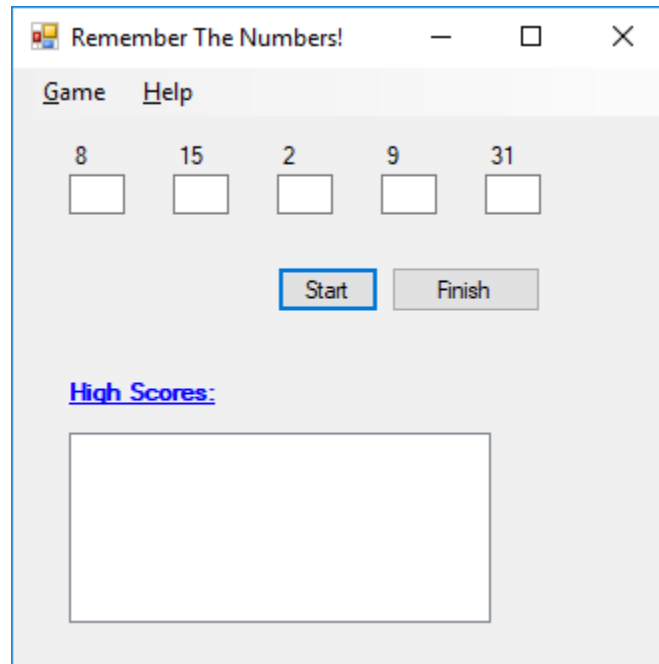 Remember The Numbers!
Game Help
8 15 2 9 31
Start Finish
High Scores: